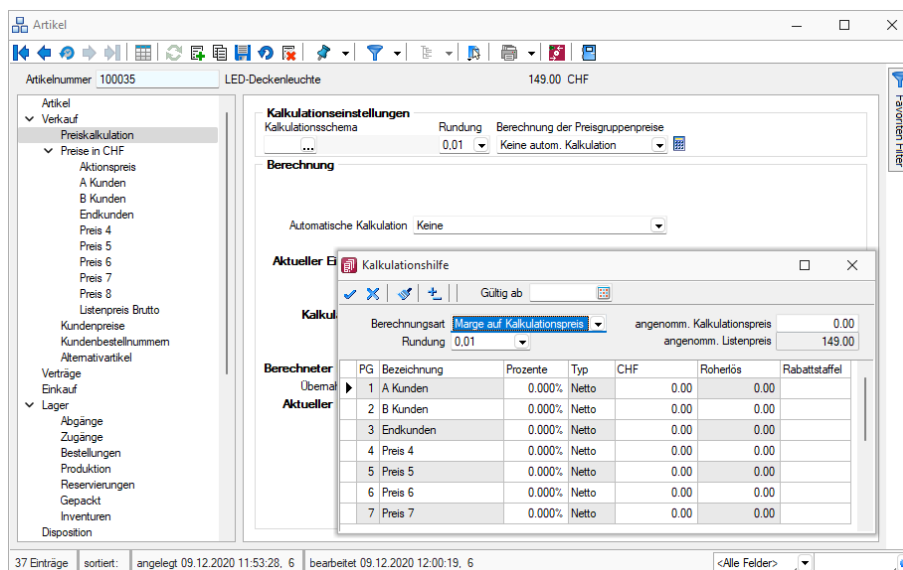 Artikel
Artikelnummer 100035 LED-Deckenleuchte 149.00 CHF
Favoriten Filter
Artikel
Verkauf
Preiskalkulation
Preise in CHF
Aktionspreis
A Kunden
B Kunden
Endkunden
Preis 4
Preis 5
Preis 6
Preis 7
Preis 8
Listenpreis Brutto
Kundenpreise
Kundenbestellnummern
Alternativartikel
Verträge
Einkauf
Lager
Abgänge
Zugänge
Bestellungen
Produktion
Reservierungen
Gepackt
Inventuren
Disposition
Kalkulationseinstellungen
Kalkulationsschema Rundung Berechnung der Preisgruppenpreise
... 0,01 Keine autom. Kalkulation
Berechnung
Automatische Kalkulation Keine
Aktueller Ei
Kalkul
Berechneter
Übernah
Aktueller
Kalkulationshilfe
Gültig ab
Berechnungsart Marge auf Kalkulationspreis angenomm. Kalkulationspreis 0.00
Rundung 0,01 angenomm. Listenpreis 149.00
PG Bezeichnung Prozente Typ CHF Roherlös Rabattstaffel
1 A Kunden 0.000% Netto 0.00 0.00
2 B Kunden 0.000% Netto 0.00 0.00
3 Endkunden 0.000% Netto 0.00 0.00
4 Preis 4 0.000% Netto 0.00 0.00
5 Preis 5 0.000% Netto 0.00 0.00
6 Preis 6 0.000% Netto 0.00 0.00
7 Preis 7 0.000% Netto 0.00 0.00
37 Einträge sortiert: angelegt 09.12.2020 11:53:28, 6 bearbeitet 09.12.2020 12:00:19, 6 <Alle Felder>